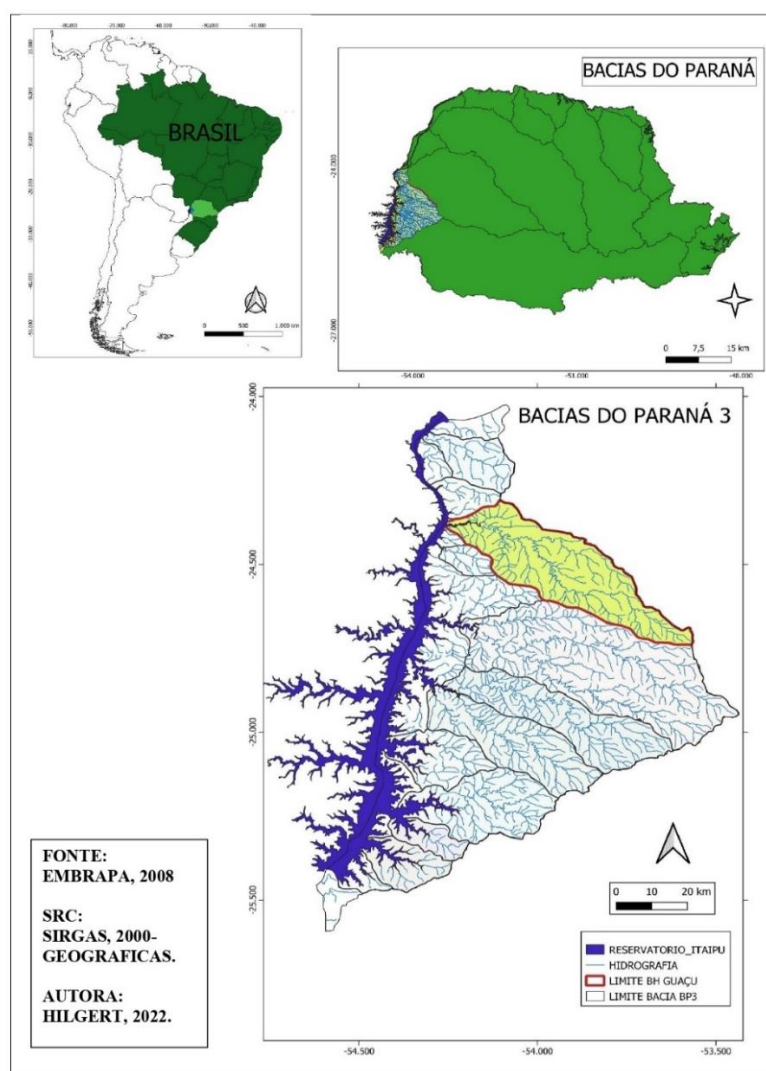 BRASIL
0 500 1.000 km
BACIAS DO PARANÁ
-24.000
-27.000
0 7,5 15 km
-54.000 -51.000 -48.000
BACIAS DO PARANÁ 3
-24.000
-24.500
-25.000
-25.500
0 10 20 km
RESERVATORIO_ITAIPU
HIDROGRAFIA
LIMITE BH GUAÇU
LIMITE BACIA BP3
-54.500 -54.000 -53.500
FONTE:
EMBRAPA, 2008
SRC:
SIRGAS, 2000-
GEOGRAFICAS.
AUTORA:
HILGERT, 2022.